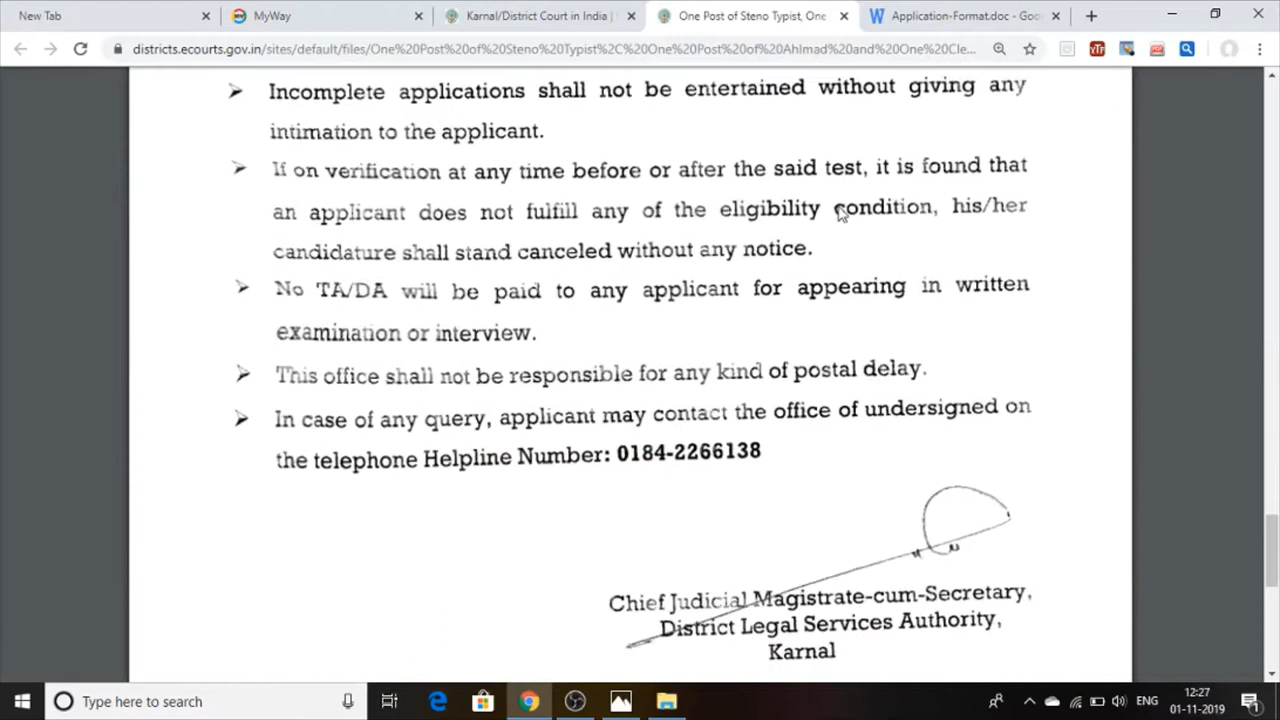 New Tab
MyWay
Karnal/District Court in India |
One Post of Steno Typist, One
Application-Format.doc - Goo
districts.ecourts.gov.in/sites/default/files/One%20Post%20of%20Steno%20Typist%2C%20One%20Post%20of%20Ahlmad%20and%20One%20Cle...
Incomplete applications shall not be entertained without giving any
intimation to the applicant.
If on verification at any time before or after the said test, it is found that
an applicant does not fulfill any of the eligibility condition, his/her
candidature shall stand canceled without any notice.
No TA/DA will be paid to any applicant for appearing in written
examination or interview.
This office shall not be responsible for any kind of postal delay.
In case of any query, applicant may contact the office of undersigned on
the telephone Helpline Number: 0184-2266138
Chief Judicial Magistrate-cum-Secretary,
District Legal Services Authority,
Karnal
Type here to search
ENG
12:27
01-11-2019